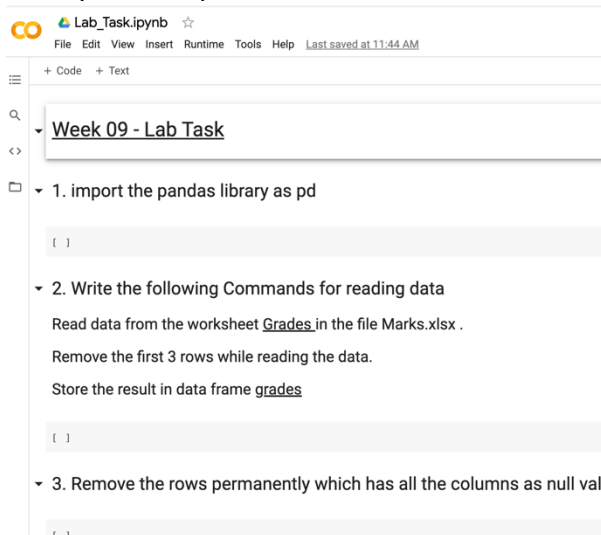 Lab_Task.ipynb
File Edit View Insert Runtime Tools Help Last saved at 11:44 AM
+ Code + Text
Week 09 - Lab Task
1. import the pandas library as pd
[ ]
2. Write the following Commands for reading data
Read data from the worksheet Grades in the file Marks.xlsx .
Remove the first 3 rows while reading the data.
Store the result in data frame grades
[ ]
3. Remove the rows permanently which has all the columns as null val
[ ]